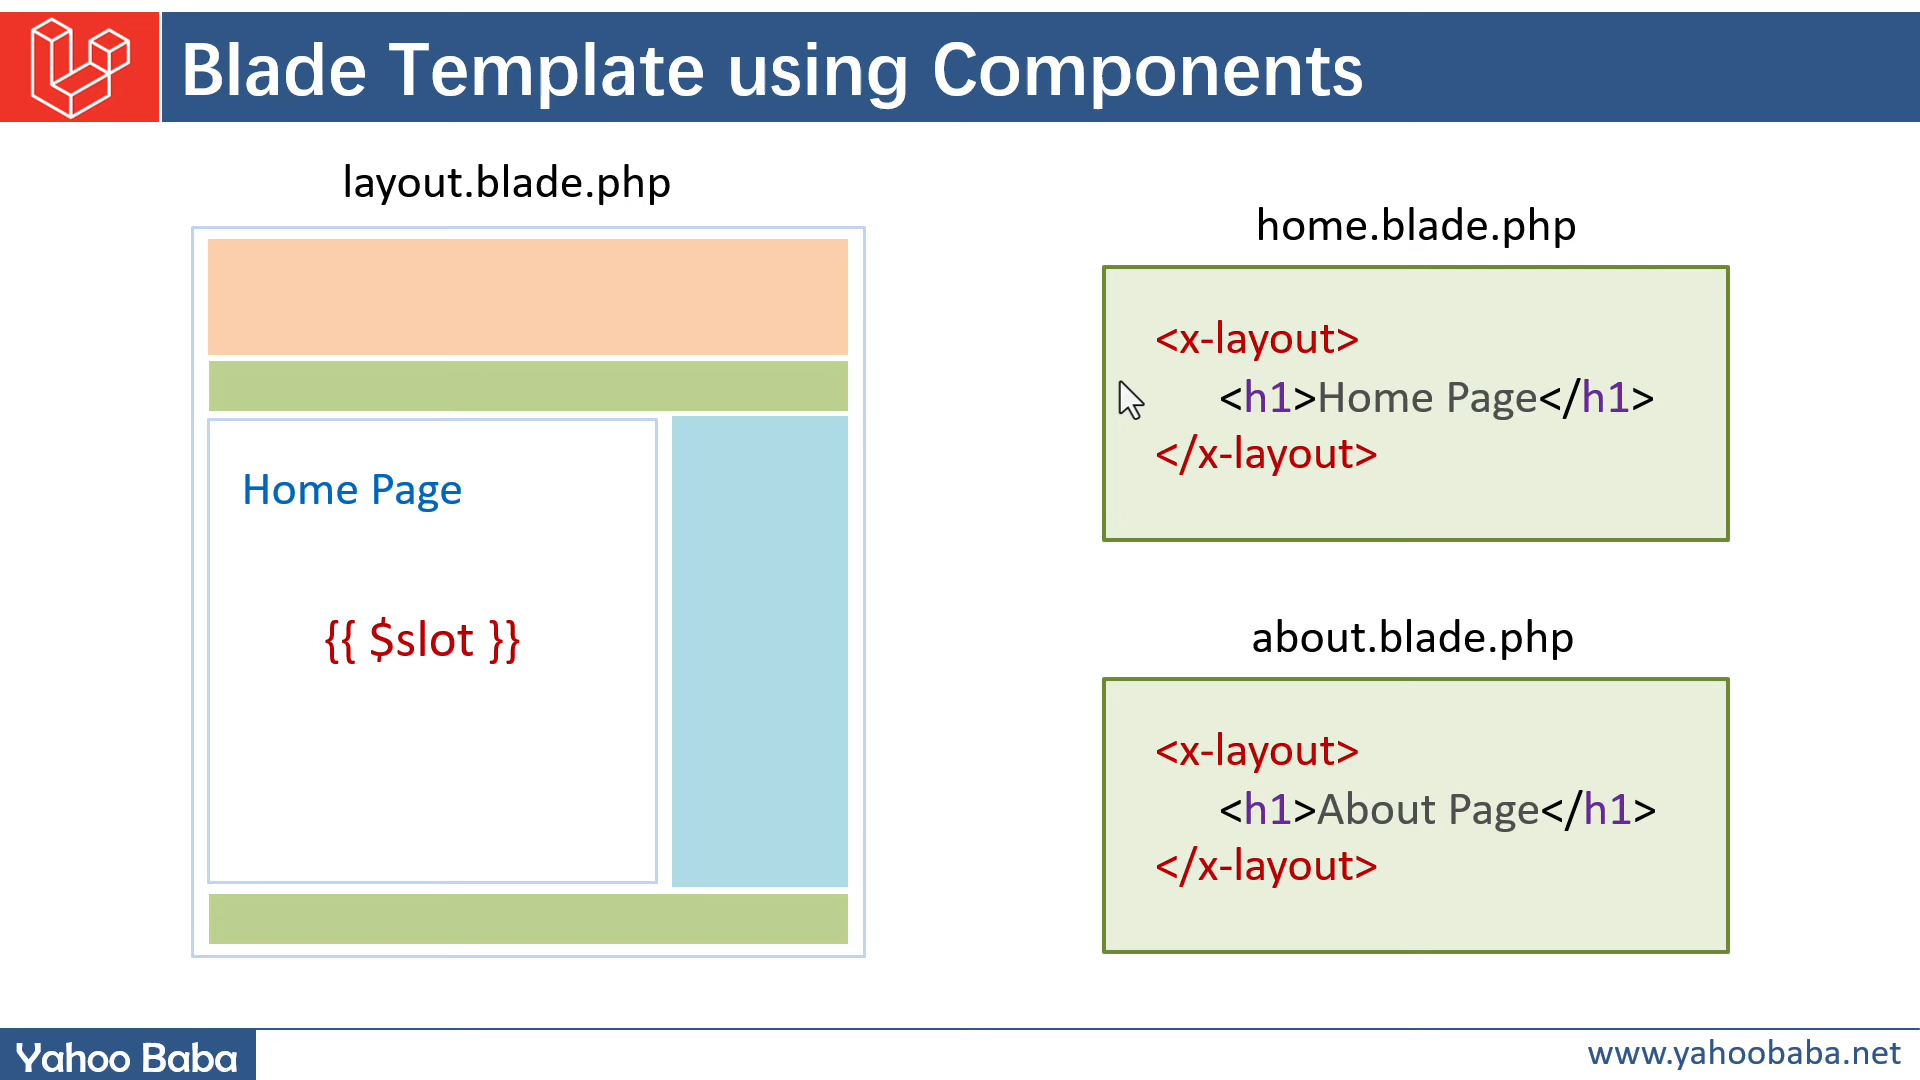 Blade Template using Components
layout.blade.php
Home Page
{{ $slot }}
home.blade.php
<x-layout>
<h1>Home Page</h1>
</x-layout>
about.blade.php
<x-layout>
<h1>About Page</h1>
</x-layout>
Yahoo Baba
www.yahoobaba.net